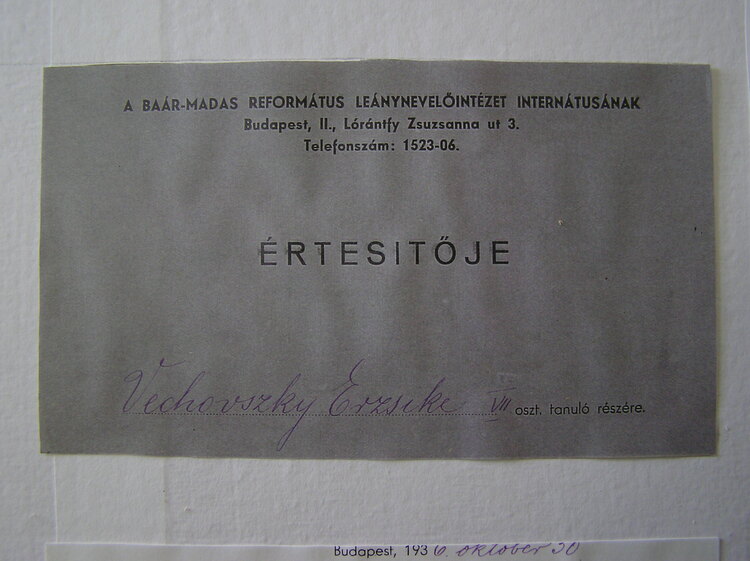 A BAÁR-MADAS REFORMÁTUS LEÁNYNEVELŐINTÉZET INTERNÁTUSÁNAK
Budapest, II., Lórántfy Zsuzsanna ut 3.
Telefonszám: 1523-06.
ÉRTESITŐJE
Vechovszky Erzsike VII oszt. tanuló részére.
Budapest, 1936. október 30